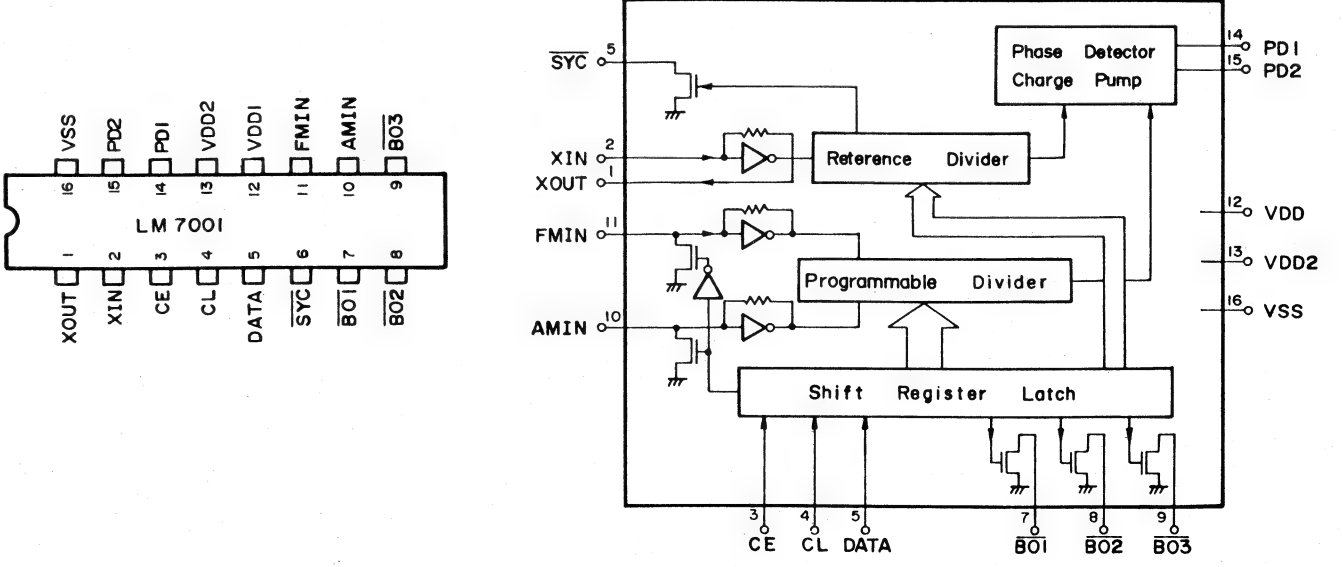 VSS PD2 PD1 VDD2 VDD1 FMIN AMIN BO3
16 15 14 13 12 11 10 9
LM 7001
1 2 3 4 5 6 7 8
XOUT XIN CE CL DATA SYC BO1 BO2
SYC 5
XIN 2
XOUT 1
FMIN 11
AMIN 10
Phase Detector
Charge Pump
14 PD1
15 PD2
Reterence Divider
12 VDD
13 VDD2
16 VSS
Programmable Divider
Shift Register Latch
3 4 5 7 8 9
CE CL DATA BO1 BO2 BO3